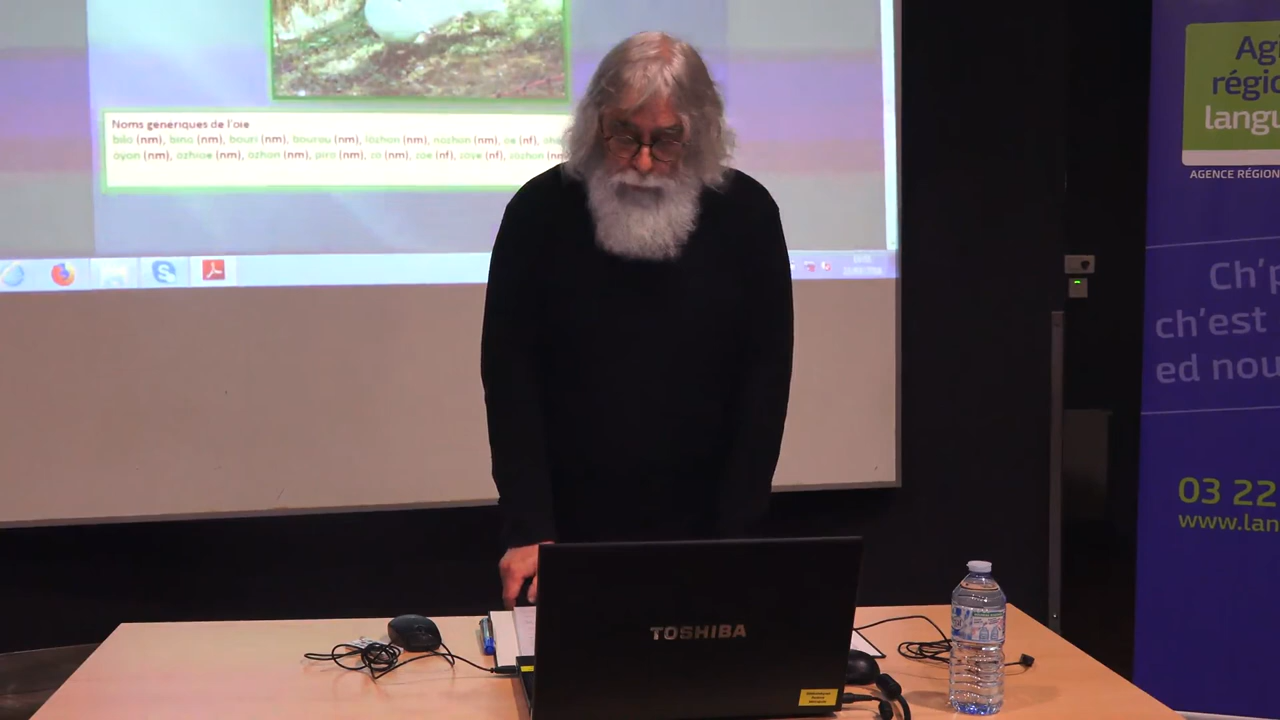 Noms generiques de l'oie
bilo (nm), bino (nm), bouri (nm), bourou (nm), lozhon (nm), nozhon (nm), oe (nf),
oyon (nm), ozhioe (nm), ozhon (nm), piro (nm), zo (nm), zoe (nf), zoye (nf), zozhon (nm
Ag
régio
langu
AGENCE RÉGION
Ch'p
ch'est
ed nou
03 22
www.lan
TOSHIBA